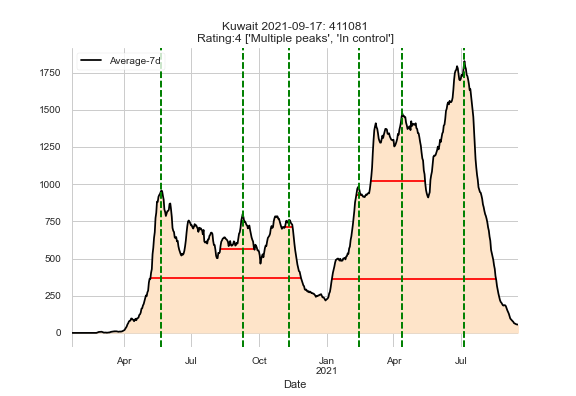 Kuwait 2021-09-17: 411081
Rating:4 ['Multiple peaks', 'In control']
Average-7d
1750
1500
1250
1000
750
500
250
0
Apr
Jul
Oct
Jan
2021
Apr
Jul
Date